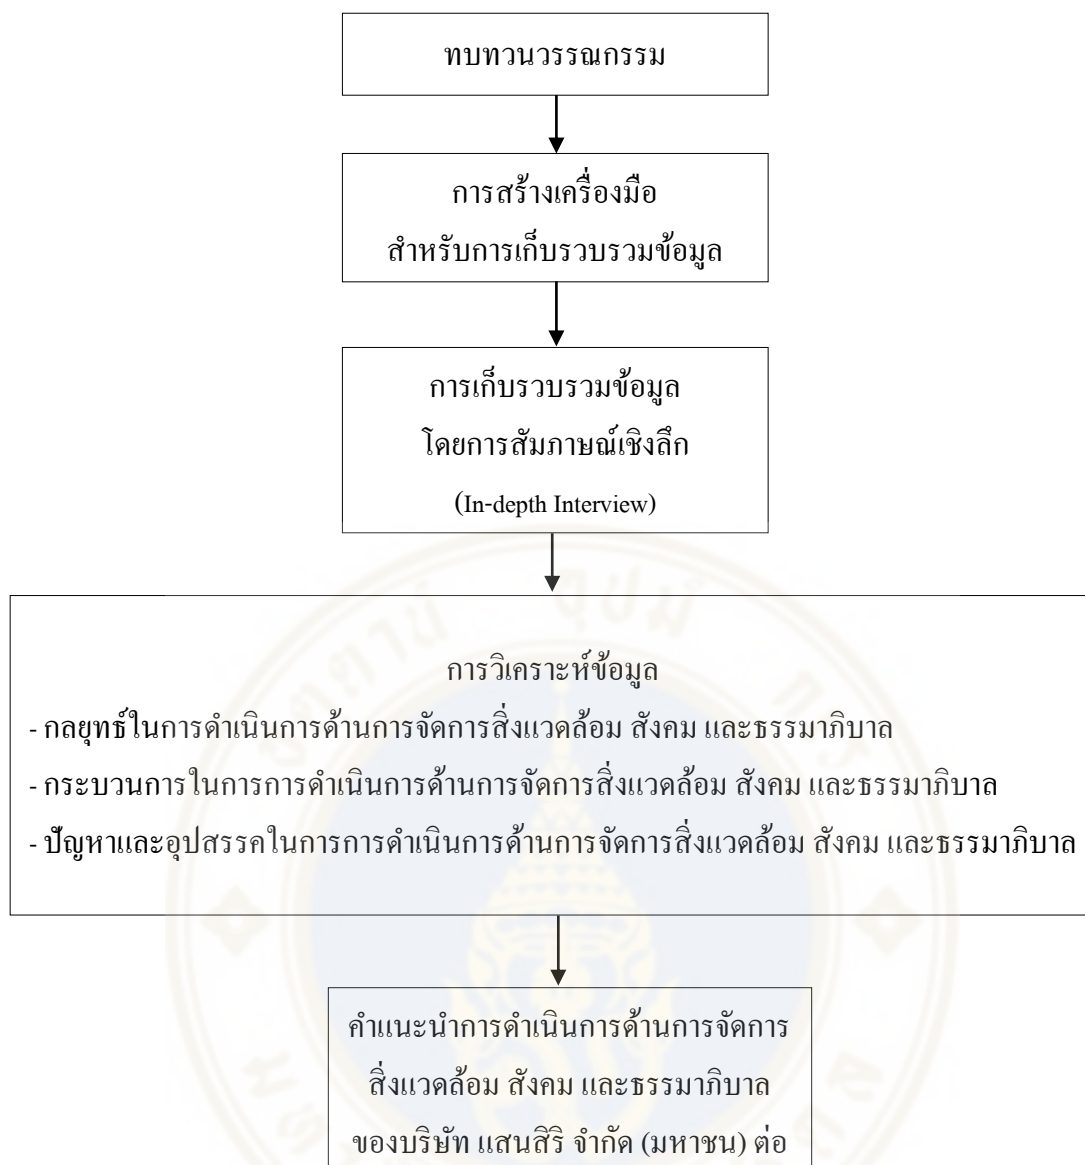 ทบทวนวรรณกรรม
การสร้างเครื่องมือ
สำหรับการเก็บรวบรวมข้อมูล
การเก็บรวบรวมข้อมูล
โดยการสัมภาษณ์เชิงลึก
(In-depth Interview)
การวิเคราะห์ข้อมูล
- กลยุทธ์ในการดำเนินการด้านการจัดการสิ่งแวดล้อม สังคม และธรรมาภิบาล
- กระบวนการในการการดำเนินการด้านการจัดการสิ่งแวดล้อม สังคม และธรรมาภิบาล
- ปัญหาและอุปสรรคในการการดำเนินการด้านการจัดการสิ่งแวดล้อม สังคม และธรรมาภิบาล
คำแนะนำการดำเนินการด้านการจัดการ
สิ่งแวดล้อม สังคม และธรรมาภิบาล
ของบริษัท แสนสิริ จำกัด (มหาชน) ต่อ